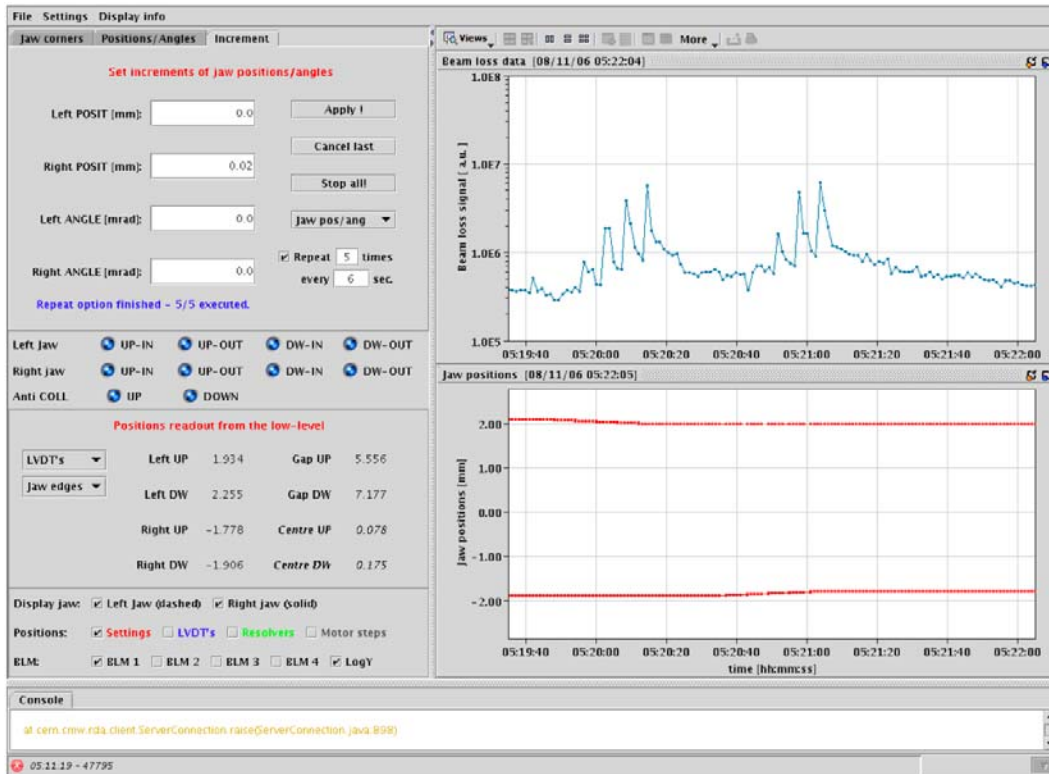 File Settings Display info
Jaw corners Positions/Angles Increment
Set increments of jaw positions/angles
Left POSIT [mm]: 0.0 Apply !
Cancel last
Right POSIT [mm]: 0.02
Stop all!
Left ANGLE [mrad]: 0.0 Jaw pos/ang
Repeat 5 times
Right ANGLE [mrad]: 0.0 every 6 sec.
Repeat option finished - 5/5 executed.
Left Jaw UP-IN UP-OUT DW-IN DW-OUT
Right jaw UP-IN UP-OUT DW-IN DW-OUT
Anti COLL UP DOWN
Positions readout from the low-level
LVDT's Left UP 1.934 Gap UP 5.556
Jaw edges Left DW 2.255 Gap DW 7.177
Right UP -1.778 Centre UP 0.078
Right DW -1.906 Centre DW 0.175
Display jaw: Left Jaw (dashed) Right jaw (solid)
Positions: Settings LVDT's Resolvers Motor steps
BLM: BLM 1 BLM 2 BLM 3 BLM 4 LogY
Views More
Beam loss data [08/11/06 05:22:04]
Beam loss signal [ a.u. ]
1.0E8
1.0E7
1.0E6
1.0E5
05:19:40 05:20:00 05:20:20 05:20:40 05:21:00 05:21:20 05:21:40 05:22:00
Jaw positions [08/11/06 05:22:05]
Jaw positions [mm]
2.00
1.00
0.00
-1.00
-2.00
05:19:40 05:20:00 05:20:20 05:20:40 05:21:00 05:21:20 05:21:40 05:22:00
time [hh:mm:ss]
Console
at cern.cmw.rda.client.ServerConnection.raise(ServerConnection.java:898)
05:11:19 - 47795